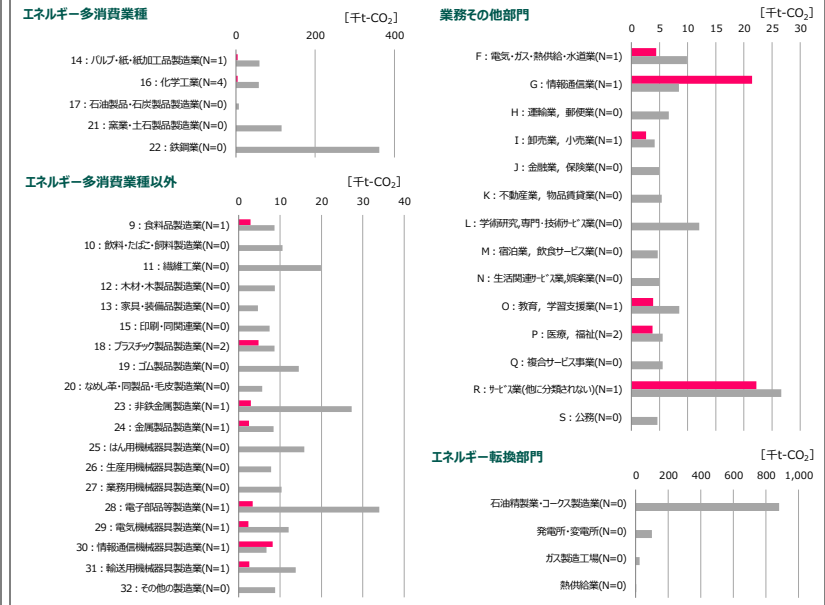 エネルギー多消費業種
[千t-CO₂]
0 200 400
14：パルプ・紙・紙加工品製造業(N=1)
16：化学工業(N=4)
17：石油製品・石炭製品製造業(N=0)
21：窯業・土石製品製造業(N=0)
22：鉄鋼業(N=0)
エネルギー多消費業種以外
[千t-CO₂]
0 10 20 30 40
9：食料品製造業(N=1)
10：飲料・たばこ・飼料製造業(N=0)
11：繊維工業(N=0)
12：木材・木製品製造業(N=0)
13：家具・装備品製造業(N=0)
15：印刷・同関連業(N=0)
18：プラスチック製品製造業(N=2)
19：ゴム製品製造業(N=0)
20：なめし革・同製品・毛皮製造業(N=0)
23：非鉄金属製造業(N=1)
24：金属製品製造業(N=1)
25：はん用機械器具製造業(N=0)
26：生産用機械器具製造業(N=0)
27：業務用機械器具製造業(N=0)
28：電子部品等製造業(N=1)
29：電気機械器具製造業(N=1)
30：情報通信機械器具製造業(N=1)
31：輸送用機械器具製造業(N=1)
32：その他の製造業(N=0)
業務その他部門
[千t-CO₂]
0 5 10 15 20 25 30
F：電気・ガス・熱供給・水道業(N=1)
G：情報通信業(N=1)
H：運輸業，郵便業(N=0)
I：卸売業，小売業(N=1)
J：金融業，保険業(N=0)
K：不動産業，物品賃貸業(N=0)
L：学術研究,専門・技術ｻｰﾋﾞｽ業(N=0)
M：宿泊業，飲食サービス業(N=0)
N：生活関連ｻｰﾋﾞｽ業,娯楽業(N=0)
O：教育，学習支援業(N=1)
P：医療，福祉(N=2)
Q：複合サービス事業(N=0)
R：ｻｰﾋﾞｽ業(他に分類されない)(N=1)
S：公務(N=0)
エネルギー転換部門
[千t-CO₂]
0 200 400 600 800 1,000
石油精製業・コークス製造業(N=0)
発電所・変電所(N=0)
ガス製造工場(N=0)
熱供給業(N=0)